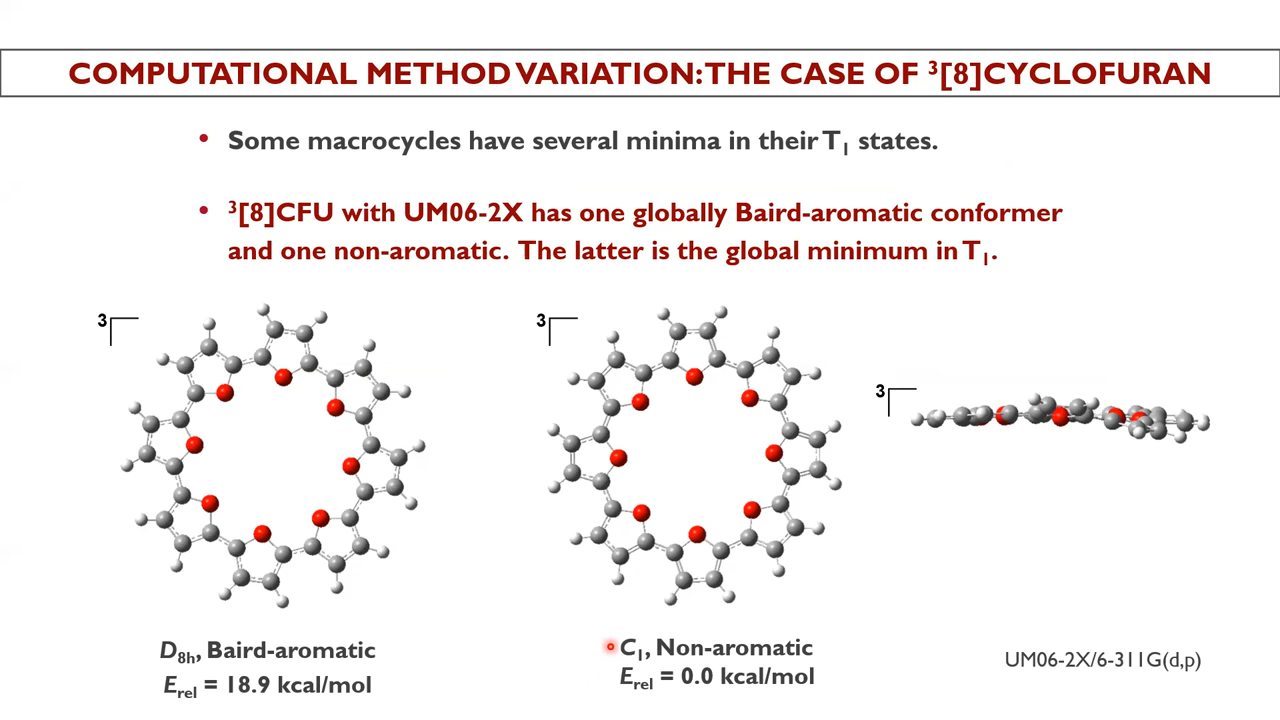 COMPUTATIONAL METHOD VARIATION: THE CASE OF ³[8]CYCLOFURAN
• Some macrocycles have several minima in their T₁ states.
• ³[8]CFU with UM06-2X has one globally Baird-aromatic conformer
and one non-aromatic. The latter is the global minimum in T₁.
3
3
3
D₈ₕ, Baird-aromatic
Eᵣₑₗ = 18.9 kcal/mol
C₁, Non-aromatic
Eᵣₑₗ = 0.0 kcal/mol
UM06-2X/6-311G(d,p)